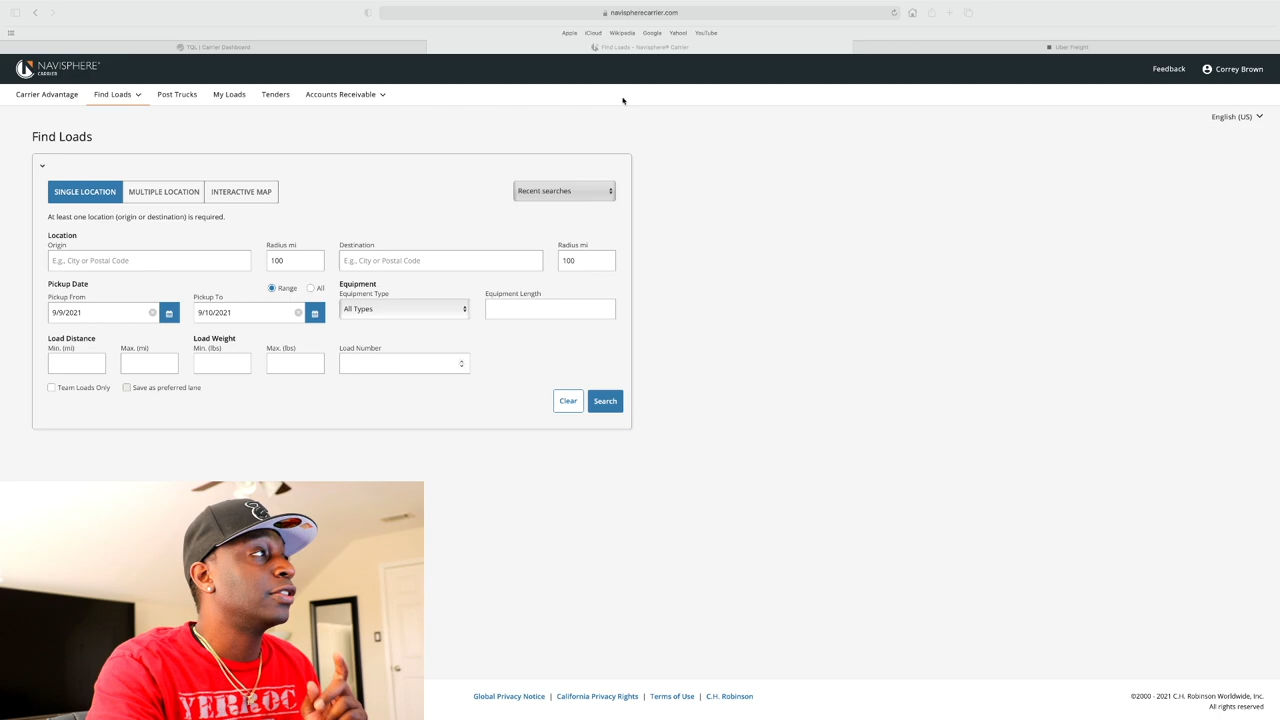 navispherecarrier.com
Apple iCloud Wikipedia Google Yahoo! YouTube
TQL | Carrier Dashboard Find Loads - Navisphere® Carrier Uber Freight
NAVISPHERE® CARRIER Feedback Correy Brown
Carrier Advantage Find Loads Post Trucks My Loads Tenders Accounts Receivable
English (US)
Find Loads
SINGLE LOCATION MULTIPLE LOCATION INTERACTIVE MAP Recent searches
At least one location (origin or destination) is required.
Location
Origin Radius mi Destination Radius mi
E.g., City or Postal Code 100 E.g., City or Postal Code 100
Pickup Date Range All Equipment
Pickup From Pickup To Equipment Type Equipment Length
9/9/2021 9/10/2021 All Types
Load Distance Load Weight
Min. (mi) Max. (mi) Min. (lbs) Max. (lbs) Load Number
Team Loads Only Save as preferred lane
Clear Search
YERROC
Global Privacy Notice | California Privacy Rights | Terms of Use | C.H. Robinson ©2000 - 2021 C.H. Robinson Worldwide, Inc.
All rights reserved